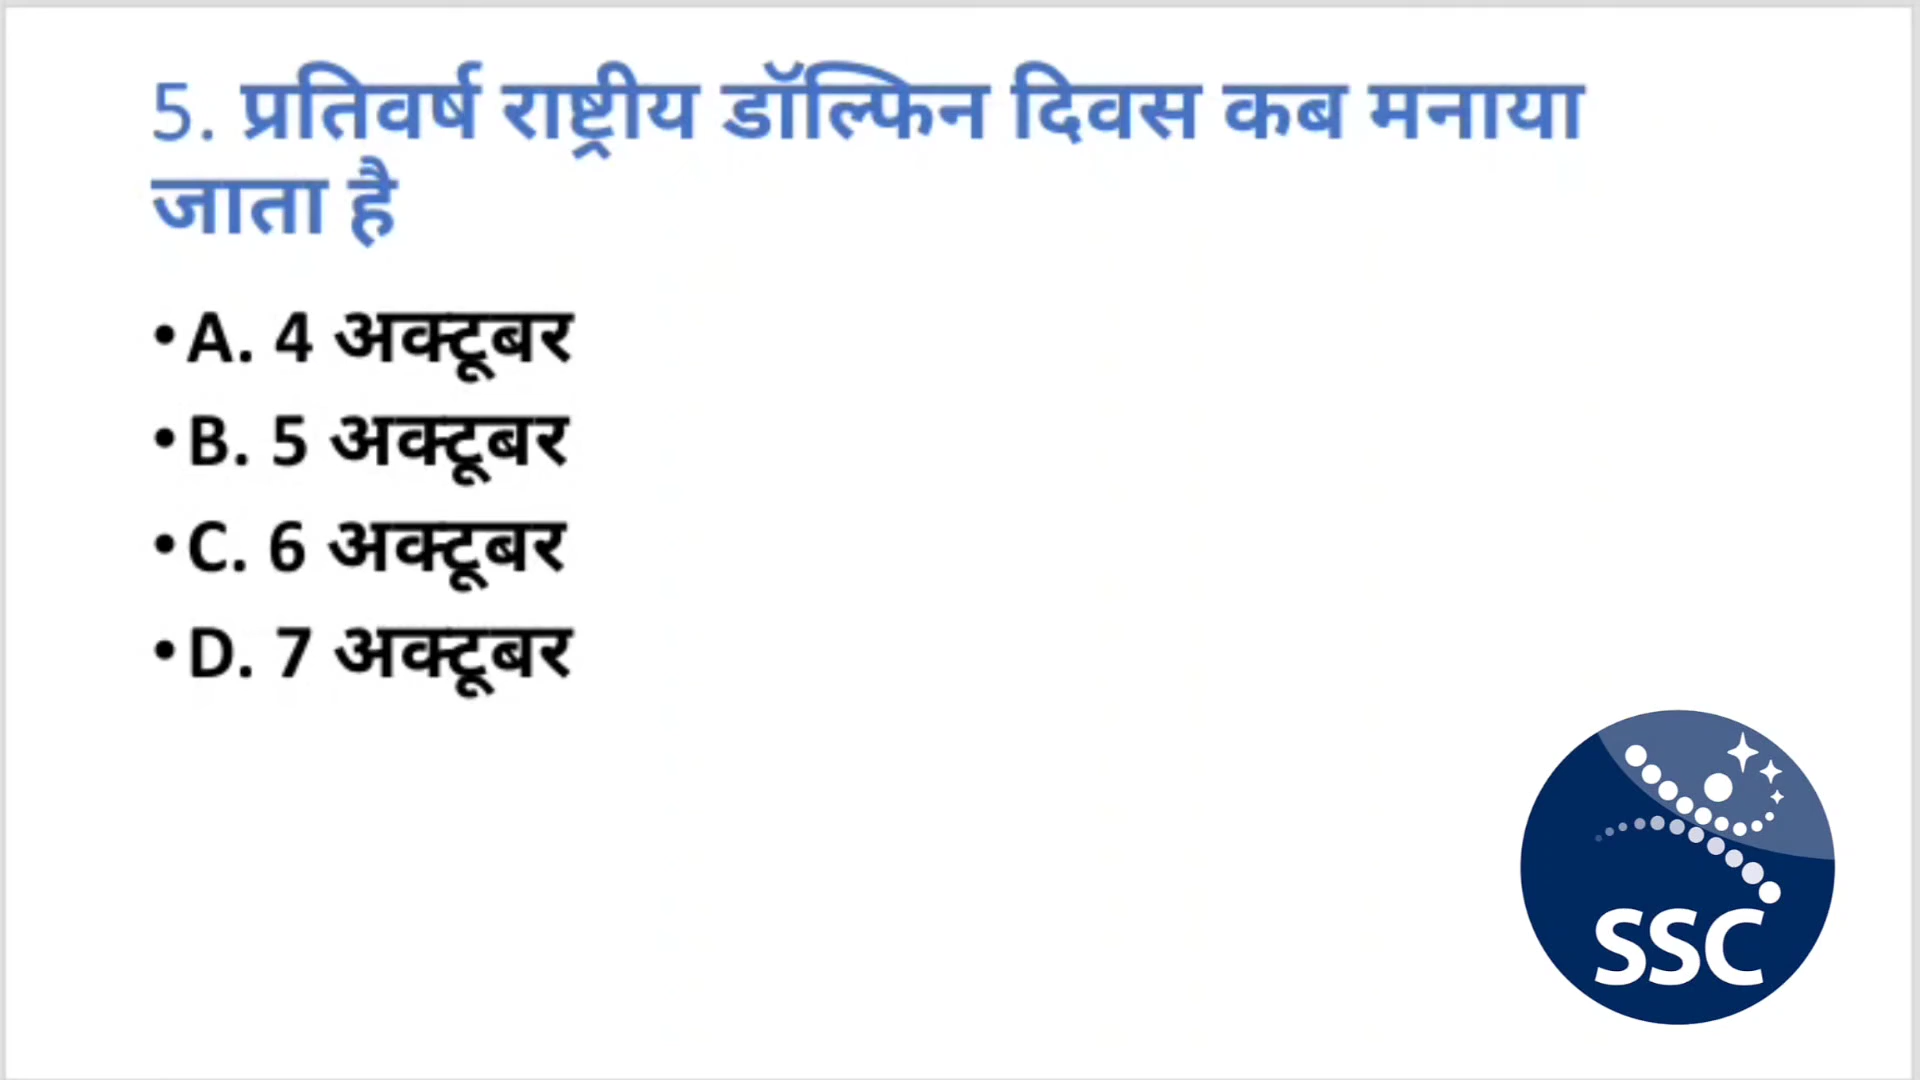 5. प्रतिवर्ष राष्ट्रीय डॉल्फिन दिवस कब मनाया
जाता है
•A. 4 अक्टूबर
•B. 5 अक्टूबर
•C. 6 अक्टूबर
•D. 7 अक्टूबर
SSC